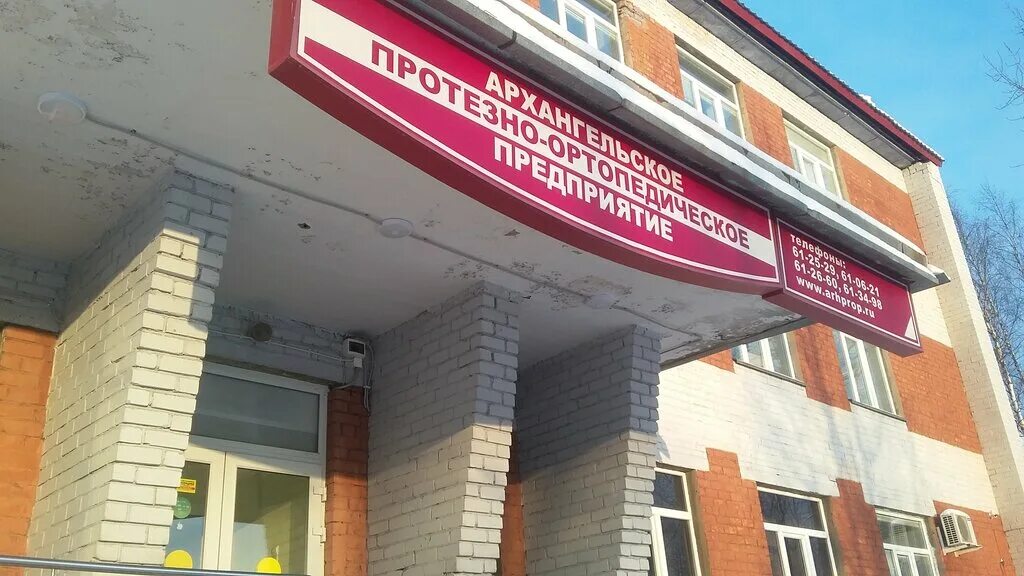 АРХАНГЕЛЬСКОЕ
ПРОТЕЗНО-ОРТОПЕДИЧЕСКОЕ
ПРЕДПРИЯТИЕ
телефоны:
61-25-29, 61-06-21
61-26-60, 61-34-98
www.arhprop.ru